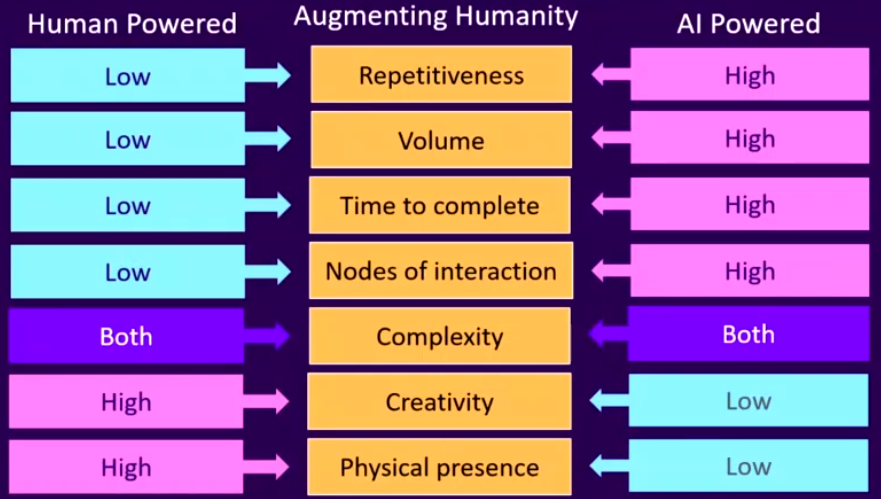 Human Powered Augmenting Humanity AI Powered
Low Repetitiveness High
Low Volume High
Low Time to complete High
Low Nodes of interaction High
Both Complexity Both
High Creativity Low
High Physical presence Low